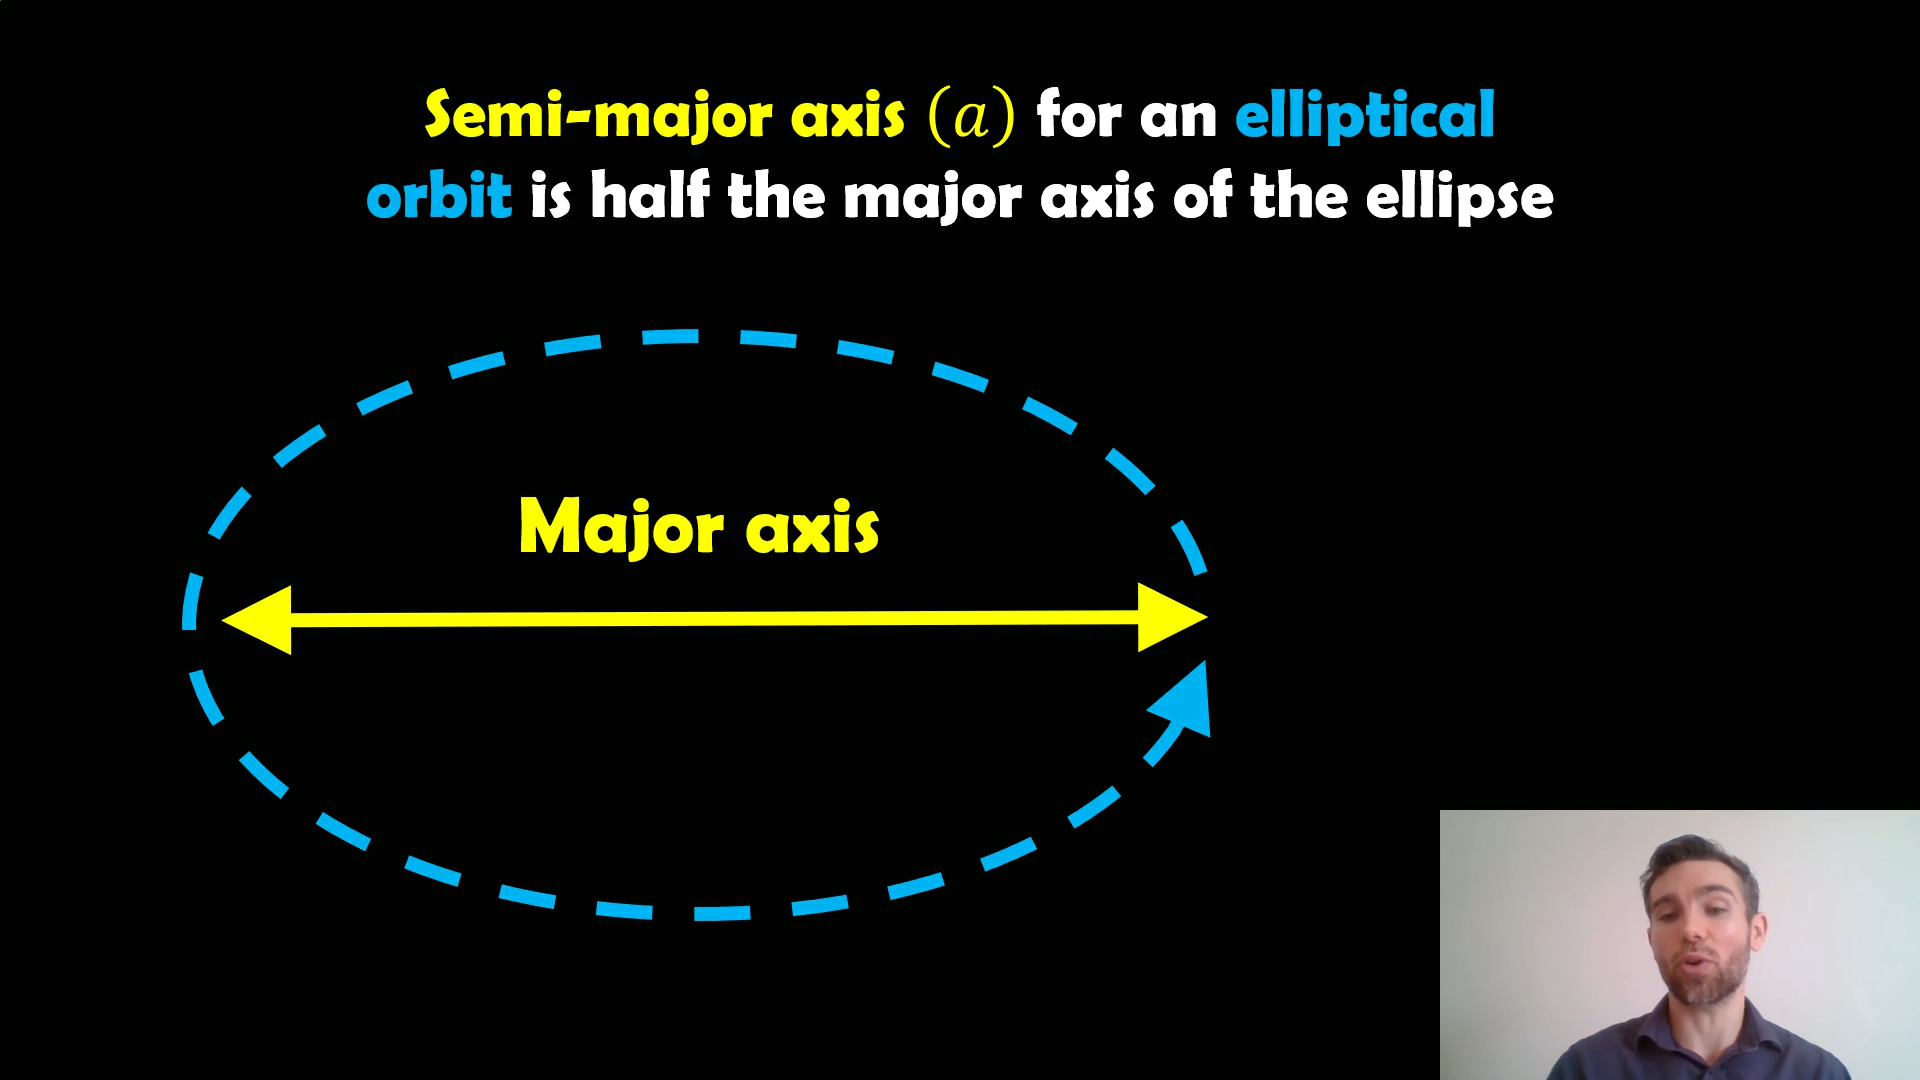 Semi-major axis (a) for an elliptical
orbit is half the major axis of the ellipse
Major axis